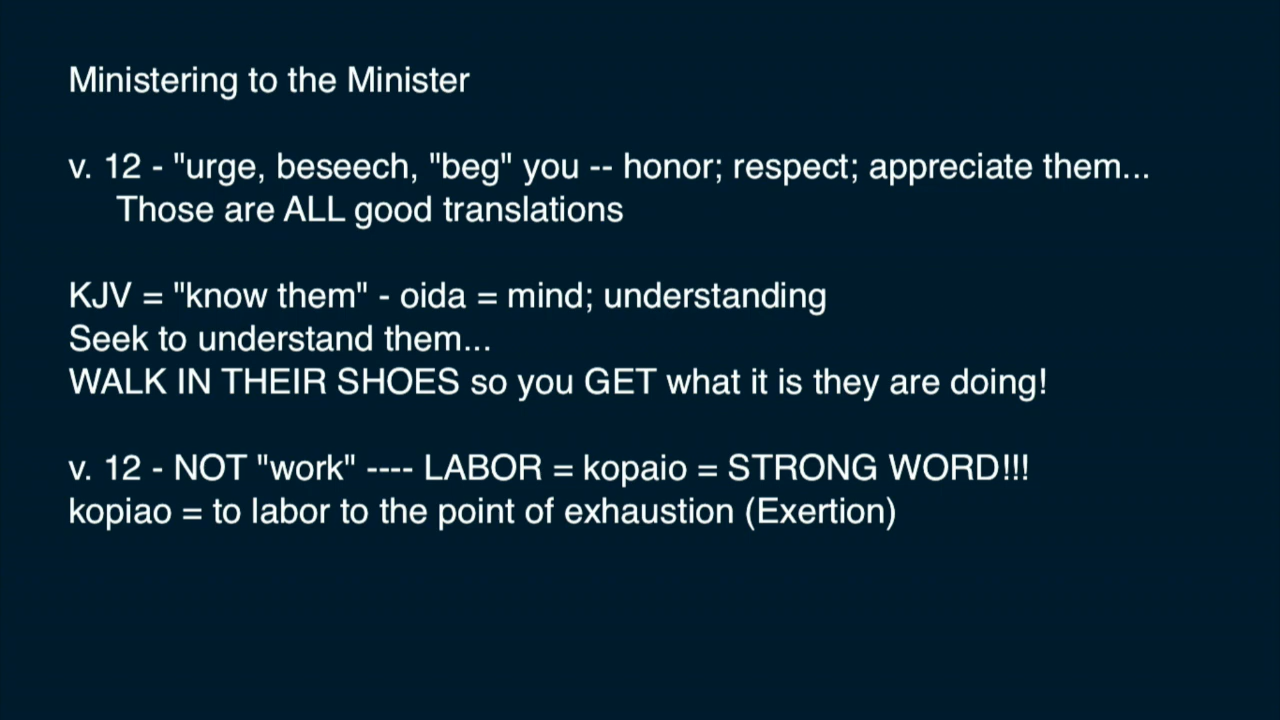 Ministering to the Minister
v. 12 - "urge, beseech, "beg" you -- honor; respect; appreciate them...
Those are ALL good translations
KJV = "know them" - oida = mind; understanding
Seek to understand them...
WALK IN THEIR SHOES so you GET what it is they are doing!
v. 12 - NOT "work" ---- LABOR = kopaio = STRONG WORD!!!
kopiao = to labor to the point of exhaustion (Exertion)